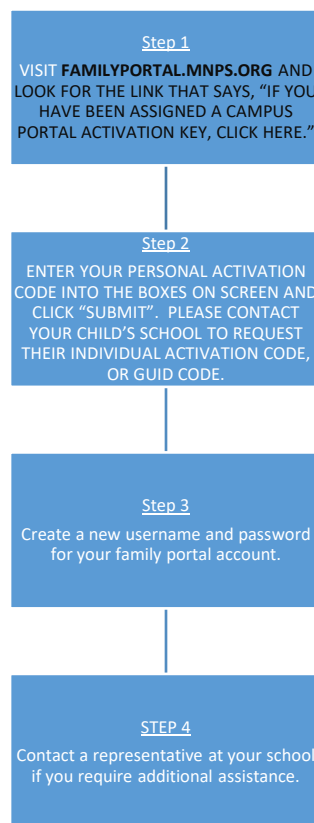 Step 1
VISIT FAMILYPORTAL.MNPS.ORG AND
LOOK FOR THE LINK THAT SAYS, “IF YOU
HAVE BEEN ASSIGNED A CAMPUS
PORTAL ACTIVATION KEY, CLICK HERE.”
Step 2
ENTER YOUR PERSONAL ACTIVATION
CODE INTO THE BOXES ON SCREEN AND
CLICK “SUBMIT”. PLEASE CONTACT
YOUR CHILD’S SCHOOL TO REQUEST
THEIR INDIVIDUAL ACTIVATION CODE,
OR GUID CODE.
Step 3
Create a new username and password
for your family portal account.
STEP 4
Contact a representative at your school
if you require additional assistance.